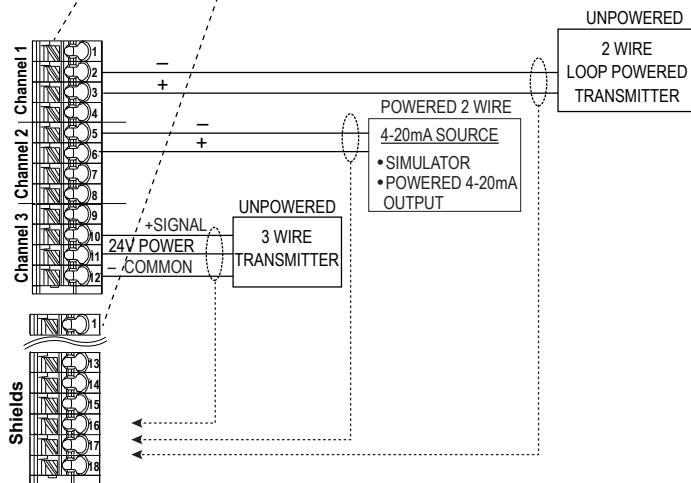 UNPOWERED
2 WIRE
LOOP POWERED
TRANSMITTER
Channel 1
1
2
3
4
–
+
Channel 2
5
6
7
8
–
+
POWERED 2 WIRE
4-20mA SOURCE
• SIMULATOR
• POWERED 4-20mA
OUTPUT
Channel 3
9
10
11
12
+SIGNAL
24V POWER
– COMMON
UNPOWERED
3 WIRE
TRANSMITTER
1
Shields
13
14
15
16
17
18